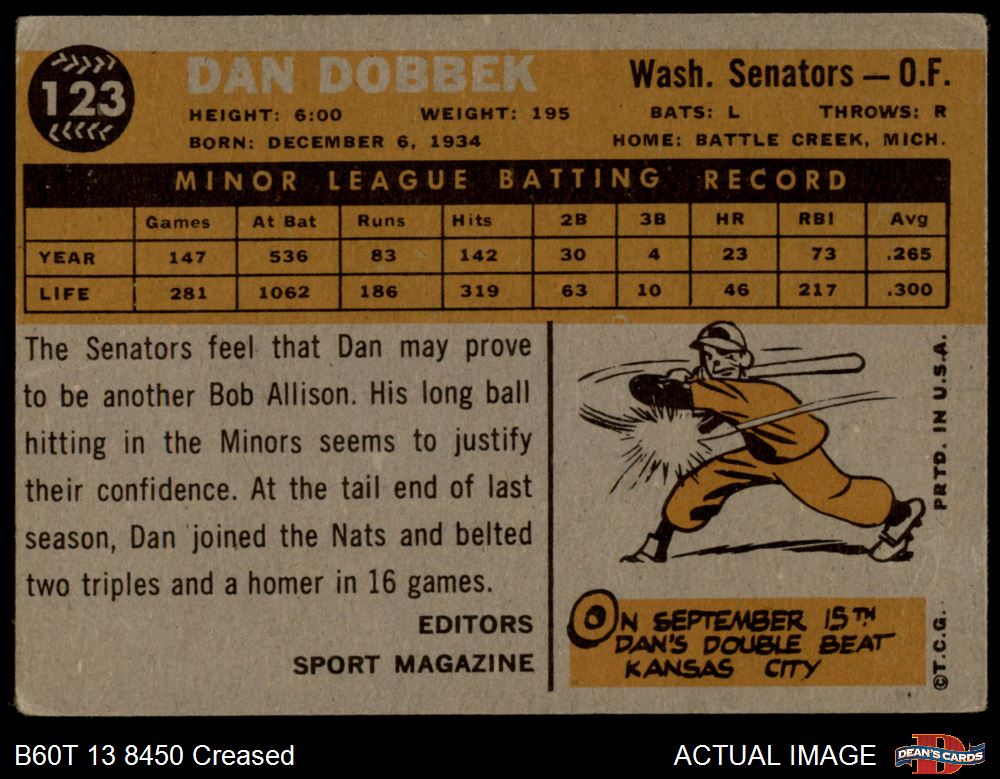 123
DAN DOBBEK
Wash. Senators — O.F.
HEIGHT: 6:00 WEIGHT: 195 BATS: L THROWS: R
BORN: DECEMBER 6, 1934 HOME: BATTLE CREEK, MICH.
MINOR LEAGUE BATTING RECORD
Games At Bat Runs Hits 2B 3B HR RBI Avg
YEAR 147 536 83 142 30 4 23 73 .265
LIFE 281 1062 186 319 63 10 46 217 .300
The Senators feel that Dan may prove
to be another Bob Allison. His long ball
hitting in the Minors seems to justify
their confidence. At the tail end of last
season, Dan joined the Nats and belted
two triples and a homer in 16 games.
EDITORS
SPORT MAGAZINE
ON SEPTEMBER 15TH
DAN'S DOUBLE BEAT
KANSAS CITY
©T.C.G. PRTD. IN U.S.A.
B60T 13 8450 Creased
ACTUAL IMAGE
DEAN'S CARDS